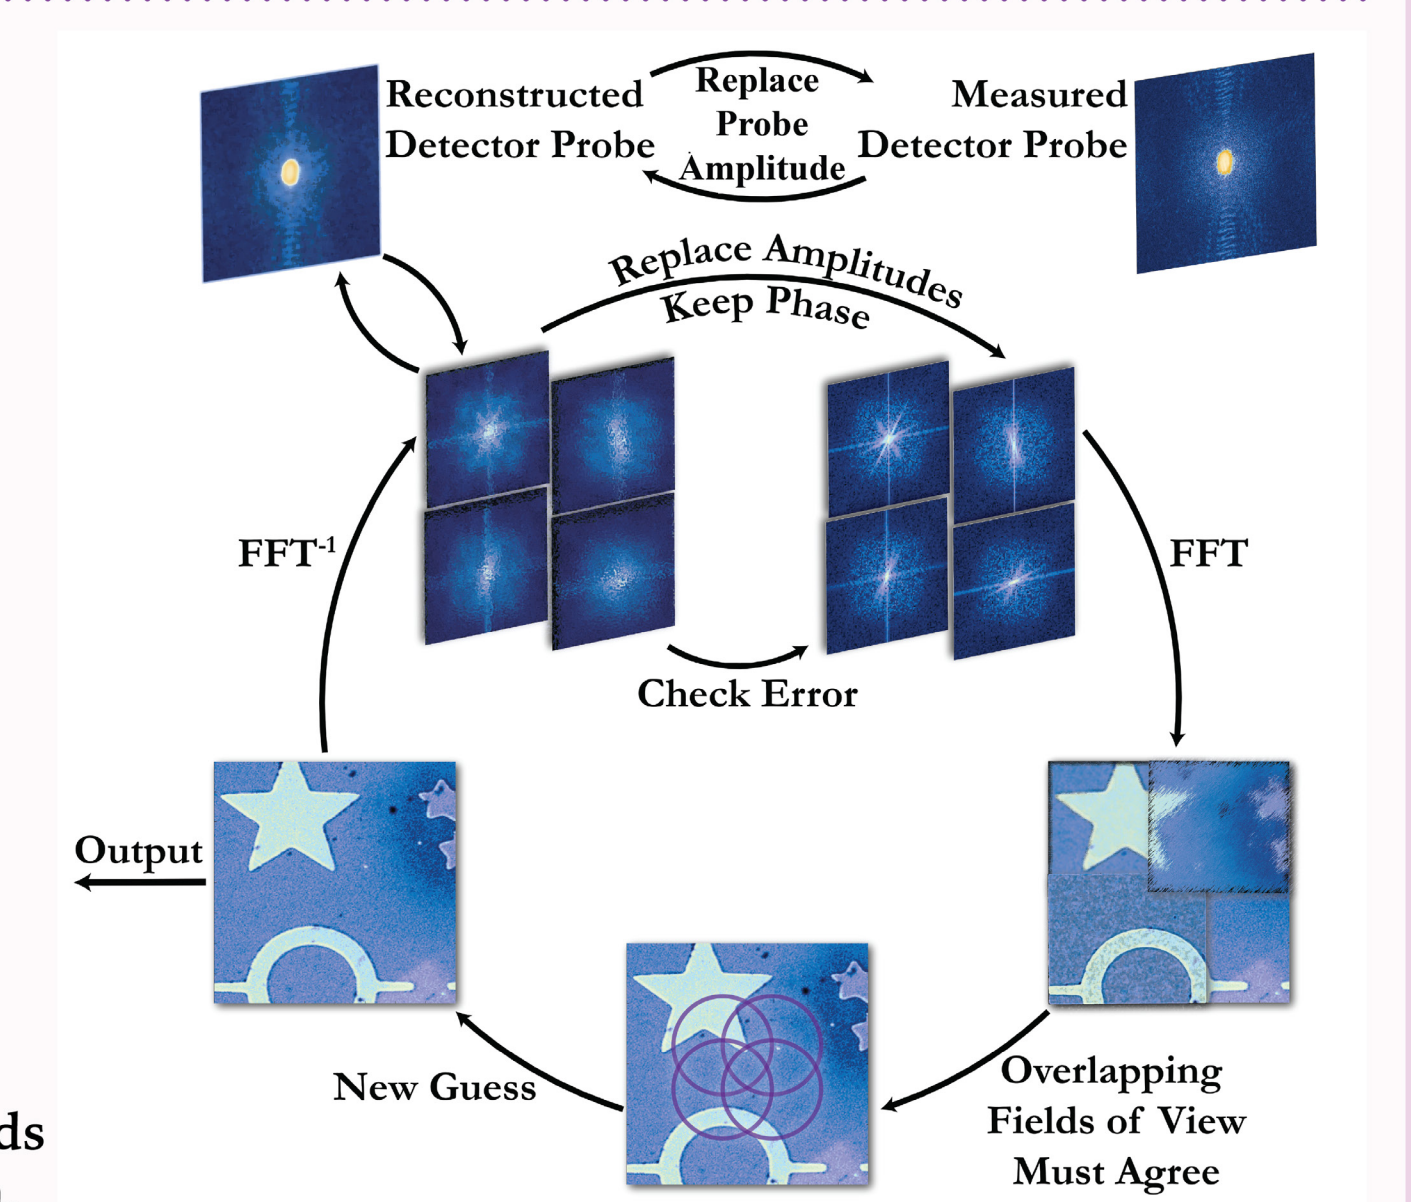 Reconstructed
Detector Probe
Replace
Probe
Amplitude
Measured
Detector Probe
Replace Amplitudes
Keep Phase
FFT-1
FFT
Check Error
Output
New Guess
Overlapping
Fields of View
Must Agree
ds